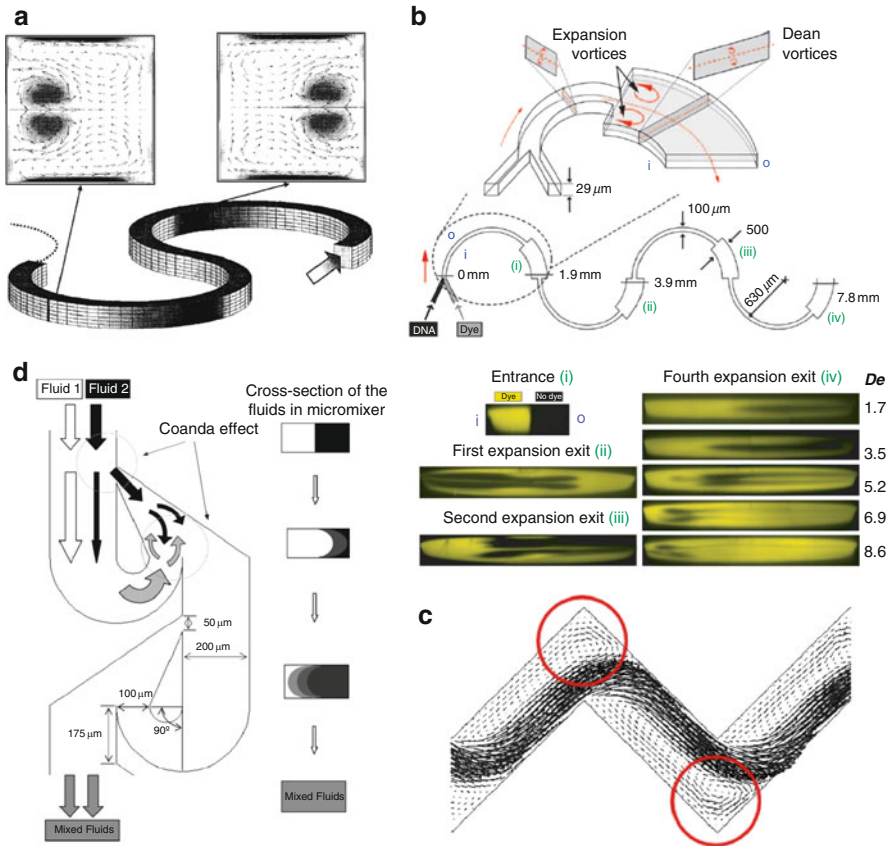 a
b
Expansion
vortices
Dean
vortices
i
o
29 μm
100 μm
500
(iii)
o
i
(i)
0 mm
1.9 mm
3.9 mm
(ii)
630 μm
7.8 mm
(iv)
DNA
Dye
d
Fluid 1
Fluid 2
Coanda effect
Cross-section of the
fluids in micromixer
50 μm
200 μm
100 μm
175 μm
90º
Mixed Fluids
Mixed Fluids
Entrance (i)
Dye
No dye
i
o
First expansion exit (ii)
Second expansion exit (iii)
Fourth expansion exit (iv)
De
1.7
3.5
5.2
6.9
8.6
c